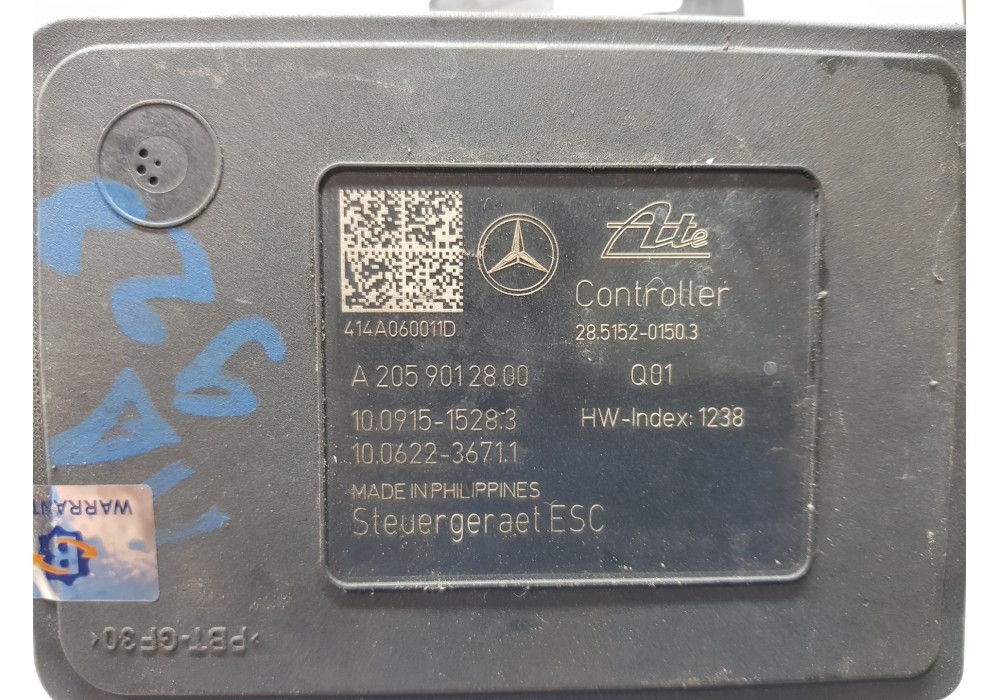 Ate
Controller
414A060011D
28.5152-0150.3
A 205 901 28 00
Q01
10.0915-1528.3
HW-Index: 1238
10.0622-3671.1
MADE IN PHILIPPINES
Steuergeraet ESC
WARRANT
B
>PBT-GF30<